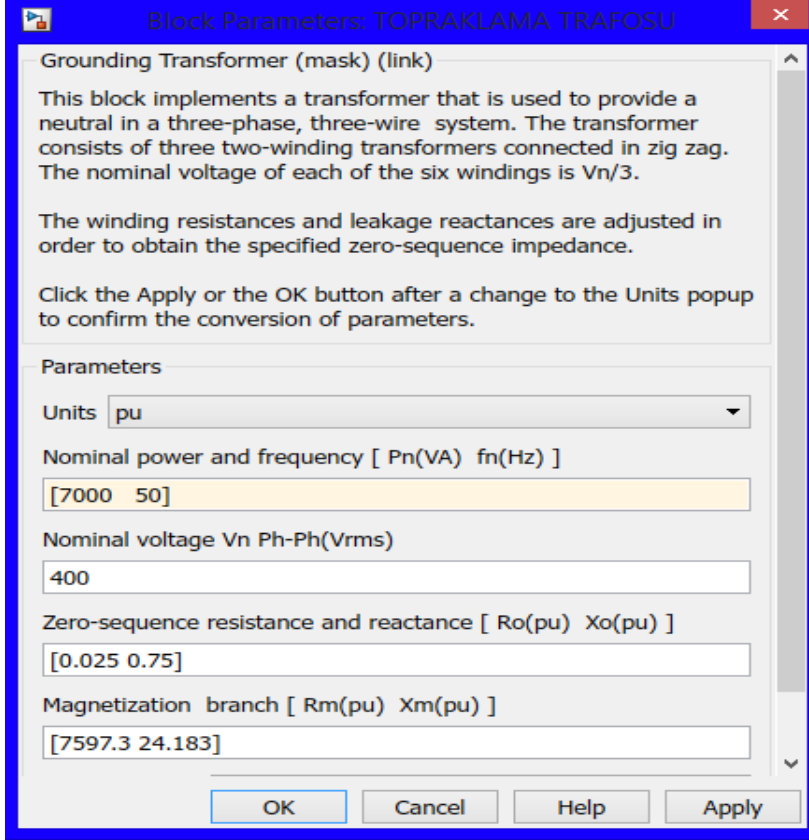 Block Parameters: TOPRAKLAMA TRAFOSU
Grounding Transformer (mask) (link)
This block implements a transformer that is used to provide a
neutral in a three-phase, three-wire system. The transformer
consists of three two-winding transformers connected in zig zag.
The nominal voltage of each of the six windings is Vn/3.
The winding resistances and leakage reactances are adjusted in
order to obtain the specified zero-sequence impedance.
Click the Apply or the OK button after a change to the Units popup
to confirm the conversion of parameters.
Parameters
Units pu
Nominal power and frequency [ Pn(VA) fn(Hz) ]
[7000 50]
Nominal voltage Vn Ph-Ph(Vrms)
400
Zero-sequence resistance and reactance [ Ro(pu) Xo(pu) ]
[0.025 0.75]
Magnetization branch [ Rm(pu) Xm(pu) ]
[7597.3 24.183]
OK Cancel Help Apply